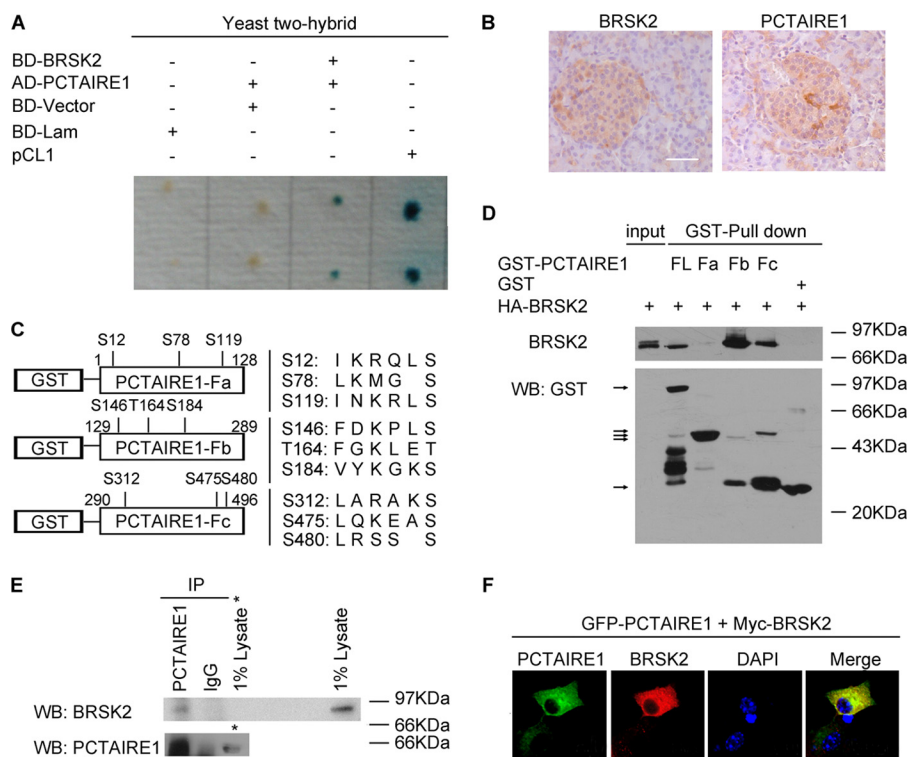 A
Yeast two-hybrid
BD-BRSK2 - - + -
AD-PCTAIRE1 - + + -
BD-Vector - + - -
BD-Lam + - - -
pCL1 - - - +
B
BRSK2 PCTAIRE1
C
S12 S78 S119
1 128
GST PCTAIRE1-Fa
S146 T164 S184
129 289
GST PCTAIRE1-Fb
S312 S475 S480
290 496
GST PCTAIRE1-Fc
S12: I K R Q L S
S78: L K M G S
S119: I N K R L S
S146: F D K P L S
T164: F G K L E T
S184: V Y K G K S
S312: L A R A K S
S475: L Q K E A S
S480: L R S S S
D
input GST-Pull down
GST-PCTAIRE1 FL Fa Fb Fc
GST +
HA-BRSK2 + + + + + +
BRSK2
97KDa
66KDa
WB: GST
97KDa
66KDa
43KDa
20KDa
E
IP
PCTAIRE1 IgG 1% Lysate * 1% Lysate
WB: BRSK2
97KDa
66KDa
*
WB: PCTAIRE1
66KDa
F
GFP-PCTAIRE1 + Myc-BRSK2
PCTAIRE1 BRSK2 DAPI Merge